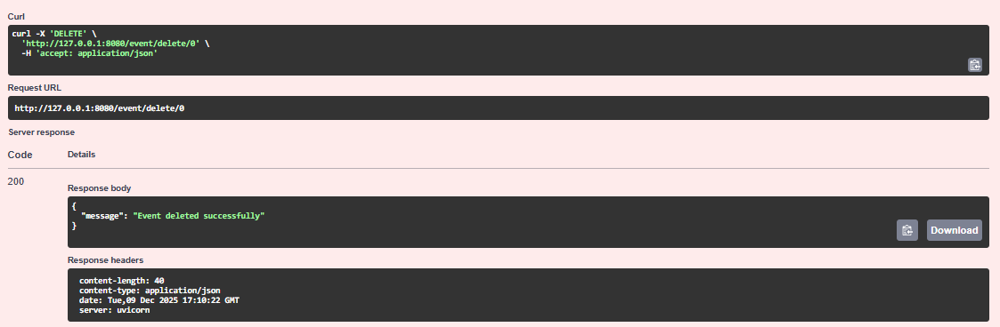 Curl
curl -X 'DELETE' \
  'http://127.0.0.1:8080/event/delete/0' \
  -H 'accept: application/json'
Request URL
http://127.0.0.1:8080/event/delete/0
Server response
Code Details
200
Response body
{
  "message": "Event deleted successfully"
}
Download
Response headers
content-length: 40
content-type: application/json
date: Tue,09 Dec 2025 17:10:22 GMT
server: uvicorn